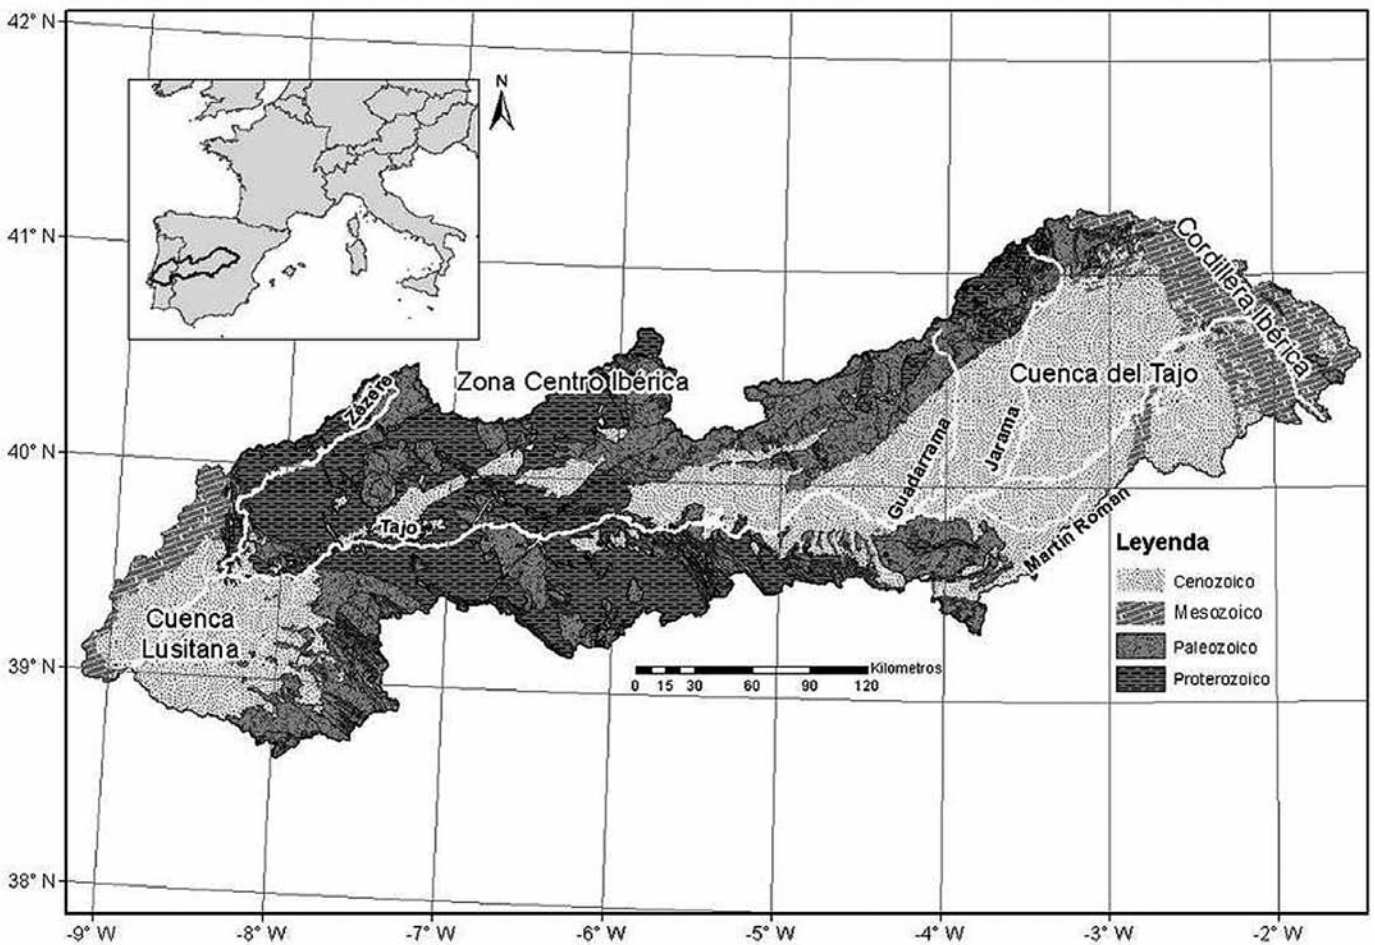 42° N
N
41° N
Cordillera Ibérica
Zona Centro Ibérica
Cuenca del Tajo
Zêzere
40° N
Guadarrama
Jarama
Tajo
Martín Román
Leyenda
Cenozoico
Mesozoico
Paleozoico
Proterozoico
Cuenca
Lusitana
39° N
Kilometros
0 15 30 60 90 120
38° N
-9° W -8° W -7° W -6° W -5° W -4° W -3° W -2° W